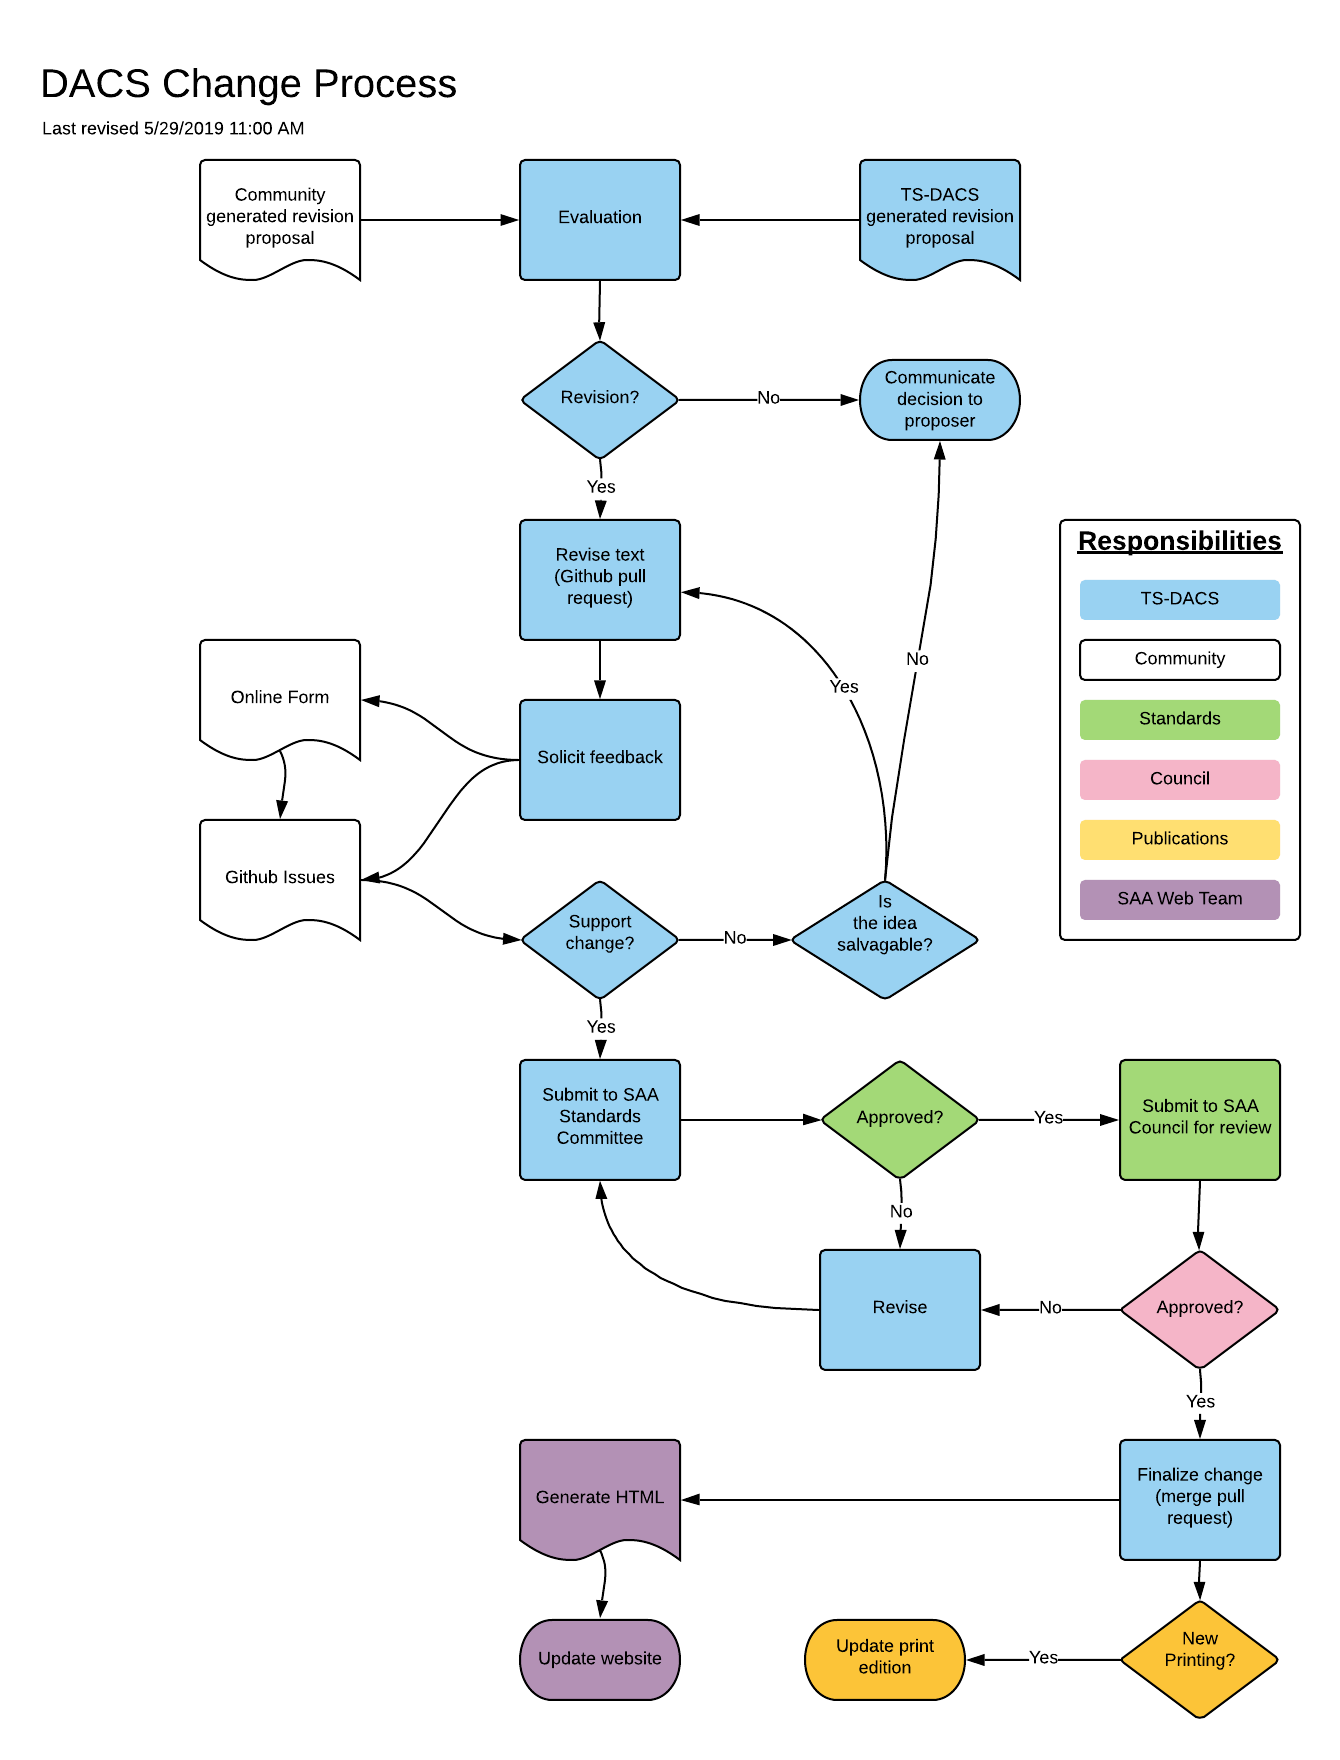 DACS Change Process
Last revised 5/29/2019 11:00 AM
Community
generated revision
proposal
Evaluation
TS-DACS
generated revision
proposal
Revision?
No
Communicate
decision to
proposer
Yes
Revise text
(Github pull
request)
Responsibilities
TS-DACS
Community
Standards
Council
Publications
SAA Web Team
No
Yes
Online Form
Solicit feedback
Github Issues
Support
change?
No
Is
the idea
salvagable?
Yes
Submit to SAA
Standards
Committee
Approved?
Yes
Submit to SAA
Council for review
No
Revise
No
Approved?
Yes
Generate HTML
Finalize change
(merge pull
request)
Update website
Update print
edition
Yes
New
Printing?